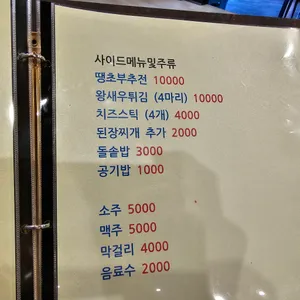 사이드메뉴및주류
땡초부추전 10000
왕새우튀김 (4마리) 10000
치즈스틱 (4개) 4000
된장찌개 추가 2000
돌솥밥 3000
공기밥 1000
소주 5000
맥주 5000
막걸리 4000
음료수 2000